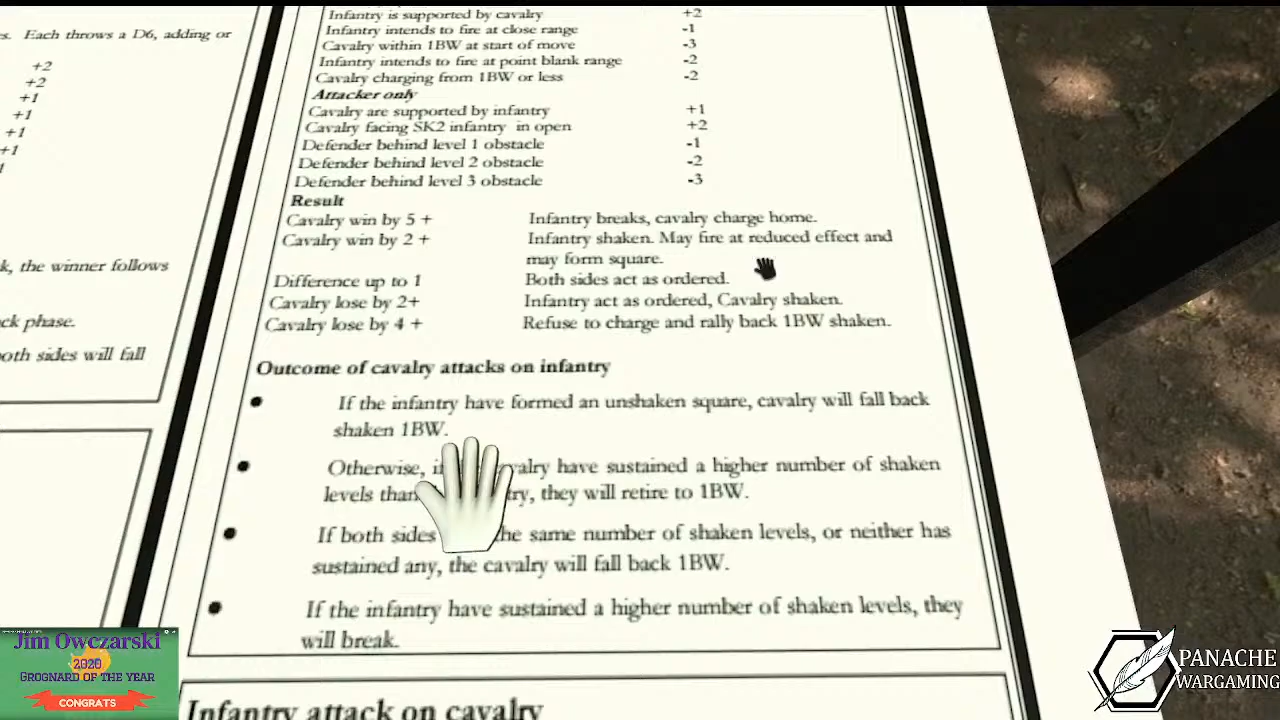 s. Each throws a D6, adding or
+2
+2
+1
+1
+1
+1
k, the winner follows
ck phase.
both sides will fall
Infantry is supported by cavalry +2
Infantry intends to fire at close range -1
Cavalry within 1BW at start of move -3
Infantry intends to fire at point blank range -2
Cavalry charging from 1BW or less -2
Attacker only
Cavalry are supported by infantry +1
Cavalry facing SK2 infantry in open +2
Defender behind level 1 obstacle -1
Defender behind level 2 obstacle -2
Defender behind level 3 obstacle -3
Result
Cavalry win by 5 + Infantry breaks, cavalry charge home.
Cavalry win by 2 + Infantry shaken. May fire at reduced effect and
may form square.
Difference up to 1 Both sides act as ordered.
Cavalry lose by 2+ Infantry act as ordered, Cavalry shaken.
Cavalry lose by 4 + Refuse to charge and rally back 1BW shaken.
Outcome of cavalry attacks on infantry
• If the infantry have formed an unshaken square, cavalry will fall back
shaken 1BW.
• Otherwise, have sustained a higher number of shaken
levels they will retire to 1BW.
• If both sides the same number of shaken levels, or neither has
sustained any, the cavalry will fall back 1BW.
• If the infantry have sustained a higher number of shaken levels, they
will break.
Infantry attack on cavalry
Jim Owczarski
2020
Grognard of the Year
CONGRATS
PANACHE
WARGAMING